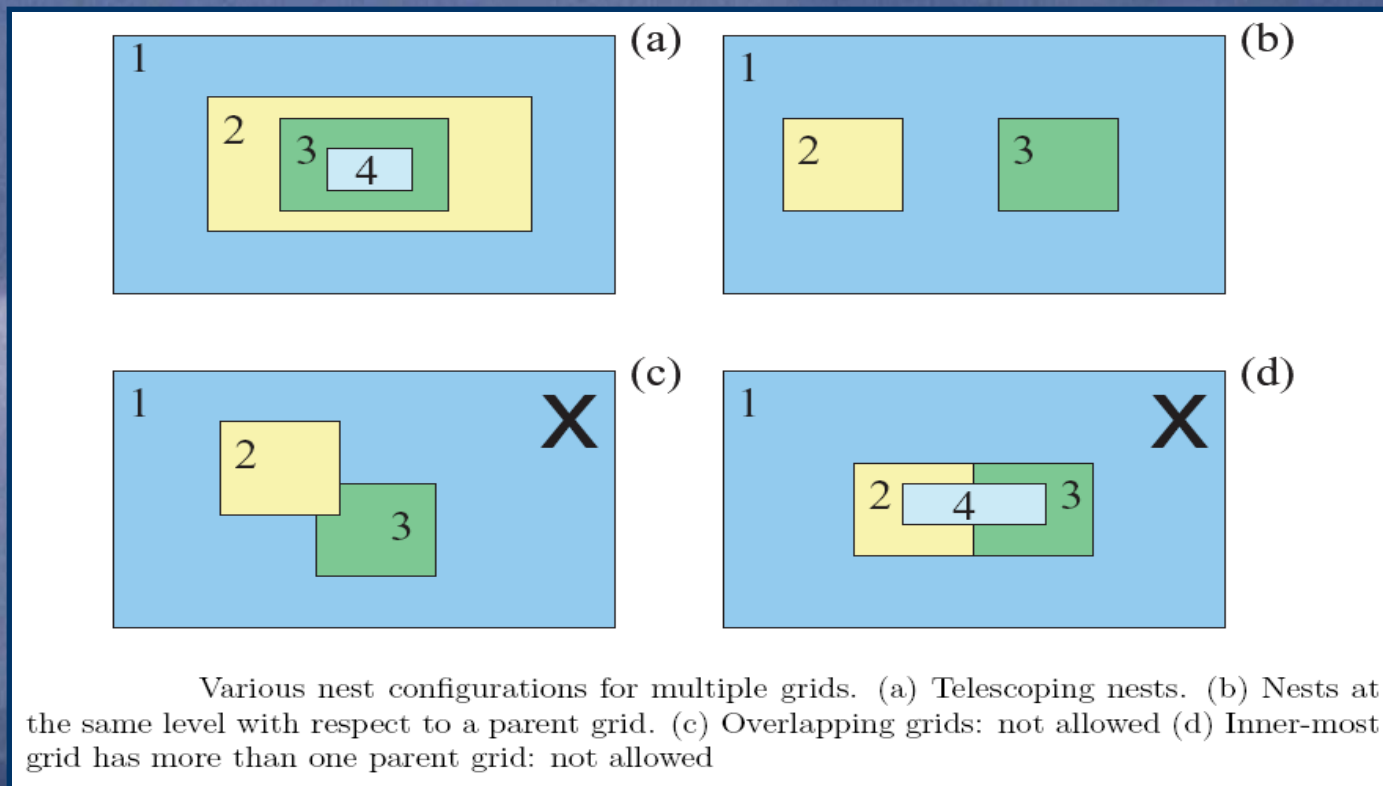 (a)
1
2
3
4
(b)
1
2
3
(c)
1
X
2
3
(d)
1
X
2
4
3
Various nest configurations for multiple grids. (a) Telescoping nests. (b) Nests at
the same level with respect to a parent grid. (c) Overlapping grids: not allowed (d) Inner-most
grid has more than one parent grid: not allowed